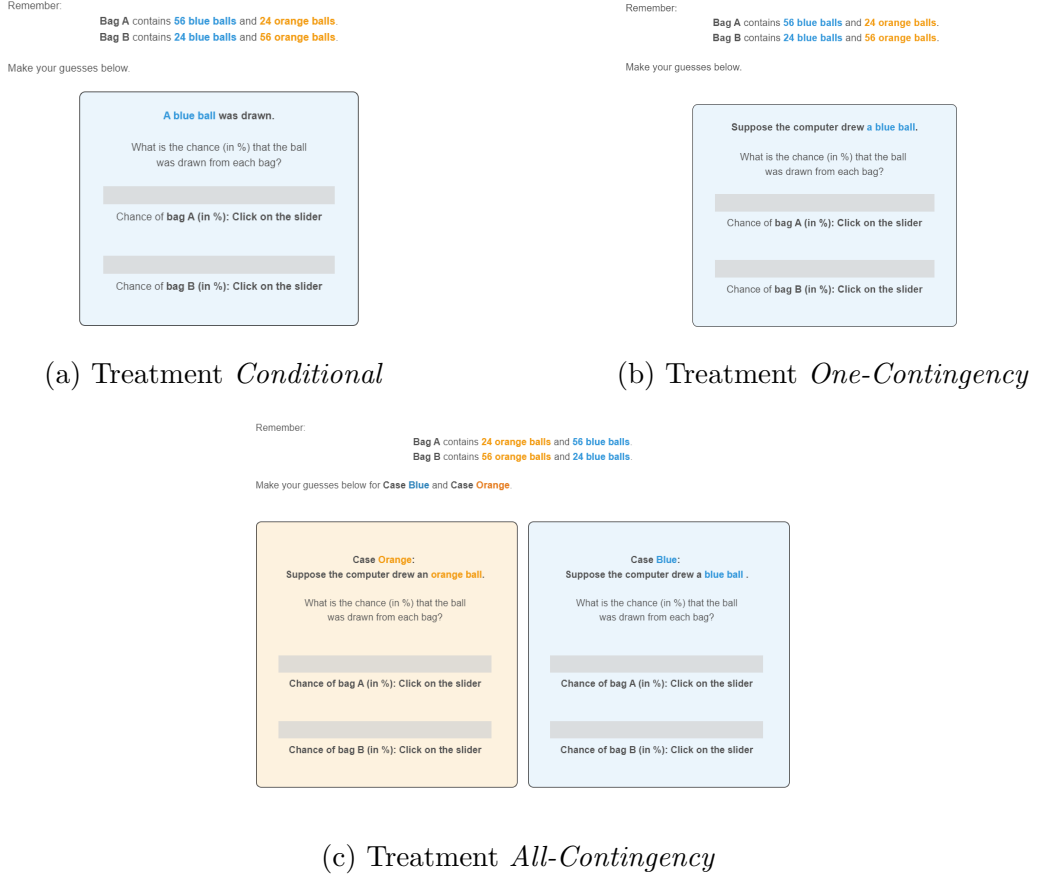 Remember:
Bag A contains 56 blue balls and 24 orange balls.
Bag B contains 24 blue balls and 56 orange balls.
Make your guesses below.
A blue ball was drawn.
What is the chance (in %) that the ball
was drawn from each bag?
Chance of bag A (in %): Click on the slider
Chance of bag B (in %): Click on the slider
(a) Treatment Conditional
Remember:
Bag A contains 56 blue balls and 24 orange balls.
Bag B contains 24 blue balls and 56 orange balls.
Make your guesses below.
Suppose the computer drew a blue ball.
What is the chance (in %) that the ball
was drawn from each bag?
Chance of bag A (in %): Click on the slider
Chance of bag B (in %): Click on the slider
(b) Treatment One-Contingency
Remember:
Bag A contains 24 orange balls and 56 blue balls.
Bag B contains 56 orange balls and 24 blue balls.
Make your guesses below for Case Blue and Case Orange.
Case Orange:
Suppose the computer drew an orange ball.
What is the chance (in %) that the ball
was drawn from each bag?
Chance of bag A (in %): Click on the slider
Chance of bag B (in %): Click on the slider
Case Blue:
Suppose the computer drew a blue ball .
What is the chance (in %) that the ball
was drawn from each bag?
Chance of bag A (in %): Click on the slider
Chance of bag B (in %): Click on the slider
(c) Treatment All-Contingency